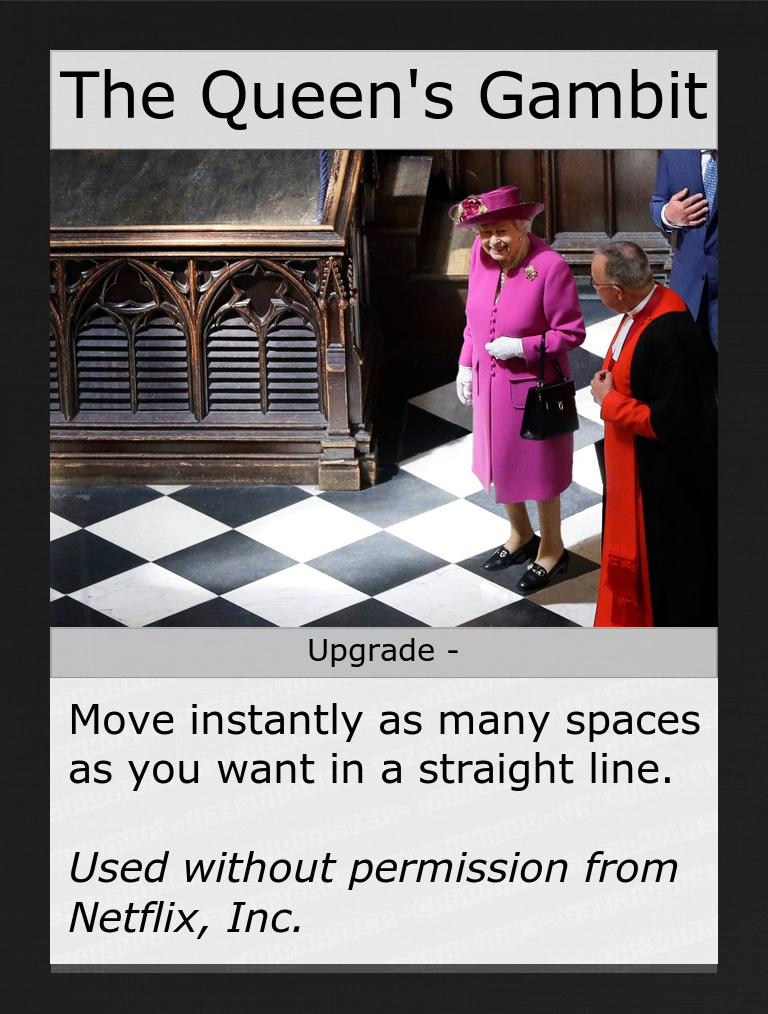 The Queen's Gambit
Upgrade -
Move instantly as many spaces
as you want in a straight line.
Used without permission from
Netflix, Inc.